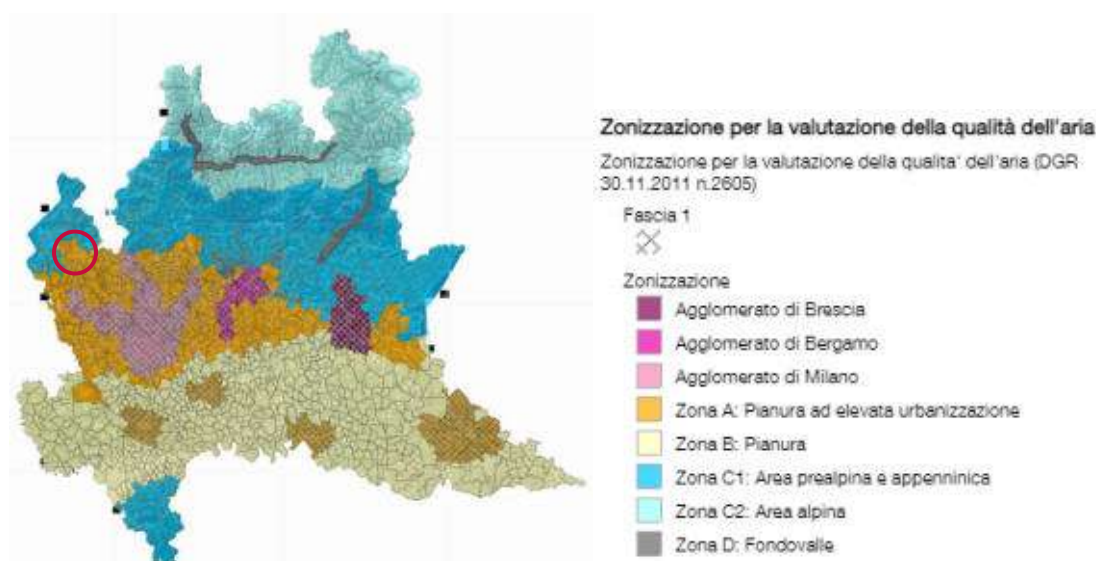 Zonizzazione per la valutazione della qualità dell'aria
Zonizzazione per la valutazione della qualita' dell'aria (DGR
30.11.2011 n.2605)
Fascia 1
Zonizzazione
Agglomerato di Brescia
Agglomerato di Bergamo
Agglomerato di Milano
Zona A: Pianura ad elevata urbanizzazione
Zona B: Pianura
Zona C1: Area prealpina e appenninica
Zona C2: Area alpina
Zona D: Fondovalle